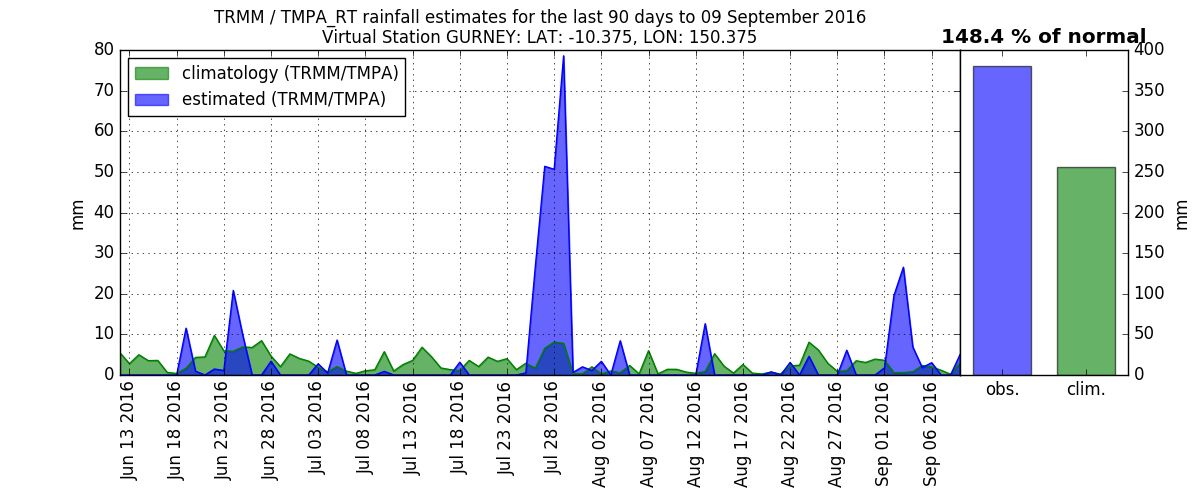 TRMM / TMPA_RT rainfall estimates for the last 90 days to 09 September 2016
Virtual Station GURNEY: LAT: -10.375, LON: 150.375
148.4 % of normal
climatology (TRMM/TMPA)
estimated (TRMM/TMPA)
80
70
60
50
40
30
20
10
0
mm
400
350
300
250
200
150
100
50
0
mm
Jun 13 2016
Jun 18 2016
Jun 23 2016
Jun 28 2016
Jul 03 2016
Jul 08 2016
Jul 13 2016
Jul 18 2016
Jul 23 2016
Jul 28 2016
Aug 02 2016
Aug 07 2016
Aug 12 2016
Aug 17 2016
Aug 22 2016
Aug 27 2016
Sep 01 2016
Sep 06 2016
obs.
clim.